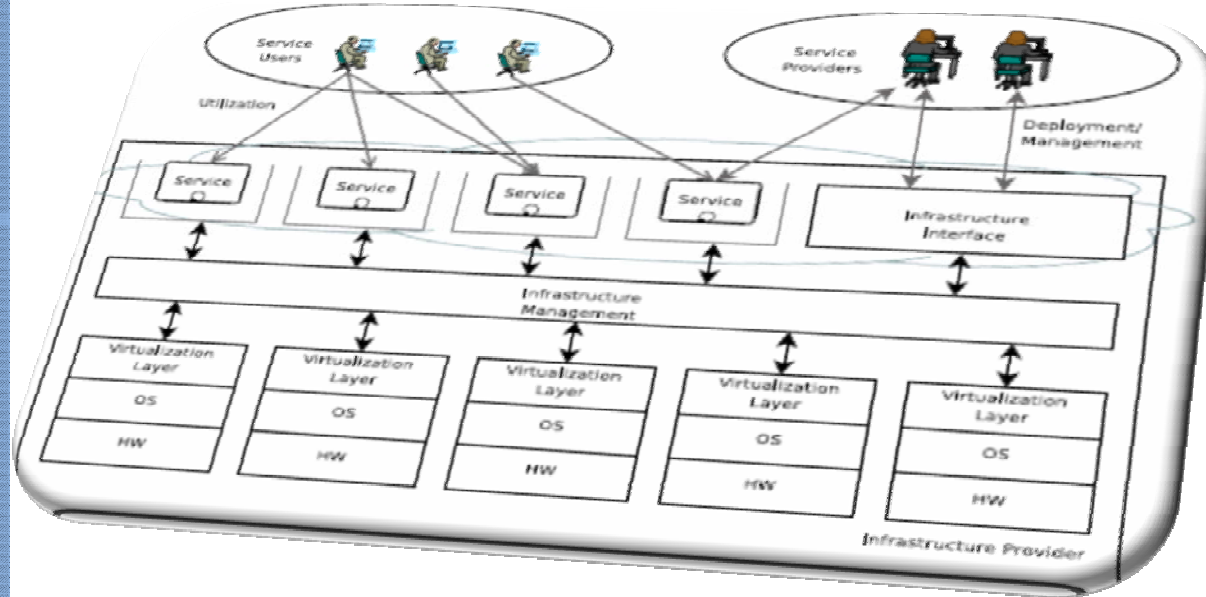 Service
Users
Service
Providers
Utilization
Deployment/
Management
Service
Service
Service
Service
Infrastructure
Interface
Infrastructure
Management
Virtualization
Layer
OS
HW
Virtualization
Layer
OS
HW
Virtualization
Layer
OS
HW
Virtualization
Layer
OS
HW
Virtualization
Layer
OS
HW
Infrastructure Provider